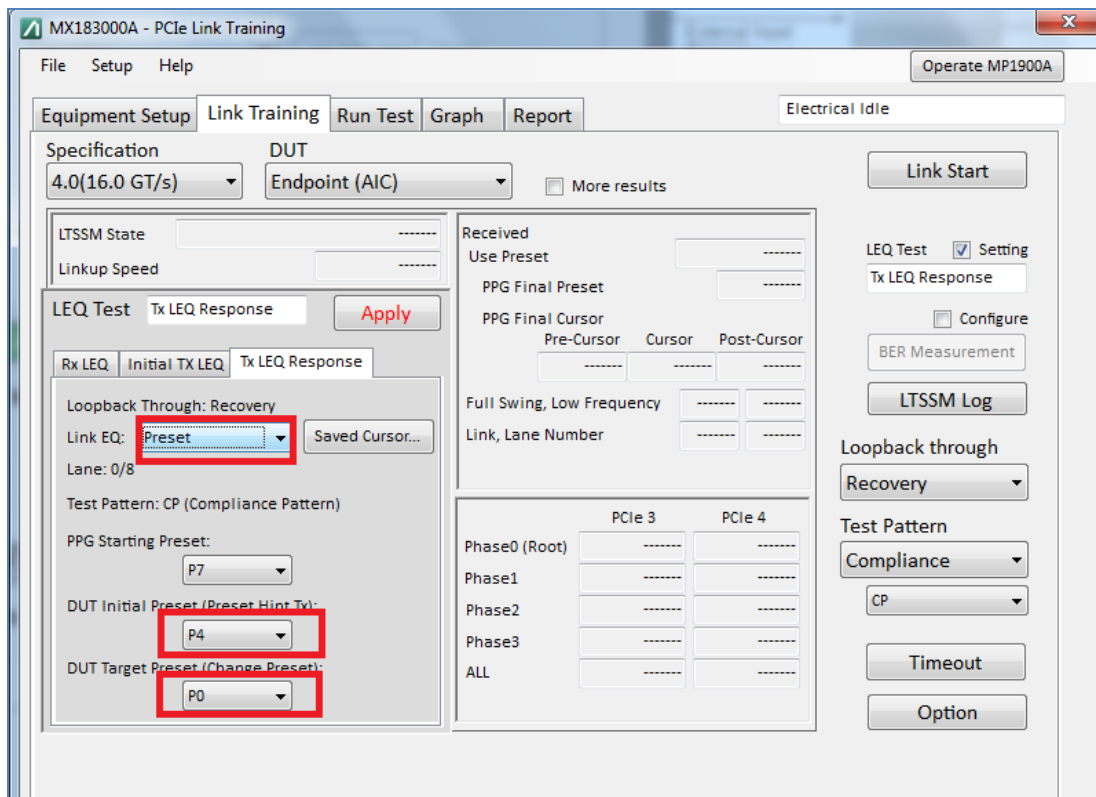 MX183000A - PCIe Link Training
File Setup Help
Operate MP1900A
Equipment Setup Link Training Run Test Graph Report
Electrical Idle
Specification DUT
4.0(16.0 GT/s) Endpoint (AIC)
More results
Link Start
LTSSM State -------
Linkup Speed -------
LEQ Test Tx LEQ Response Apply
Rx LEQ Initial TX LEQ Tx LEQ Response
Loopback Through: Recovery
Link EQ: Preset Saved Cursor...
Lane: 0/8
Test Pattern: CP (Compliance Pattern)
PPG Starting Preset:
P7
DUT Initial Preset (Preset Hint Tx):
P4
DUT Target Preset (Change Preset):
P0
Received
Use Preset -------
PPG Final Preset -------
PPG Final Cursor
Pre-Cursor Cursor Post-Cursor
------- ------- -------
Full Swing, Low Frequency ------- -------
Link, Lane Number ------- -------
PCIe 3 PCIe 4
Phase0 (Root) ------- -------
Phase1 ------- -------
Phase2 ------- -------
Phase3 ------- -------
ALL ------- -------
LEQ Test Setting
Tx LEQ Response
Configure
BER Measurement
LTSSM Log
Loopback through
Recovery
Test Pattern
Compliance
CP
Timeout
Option